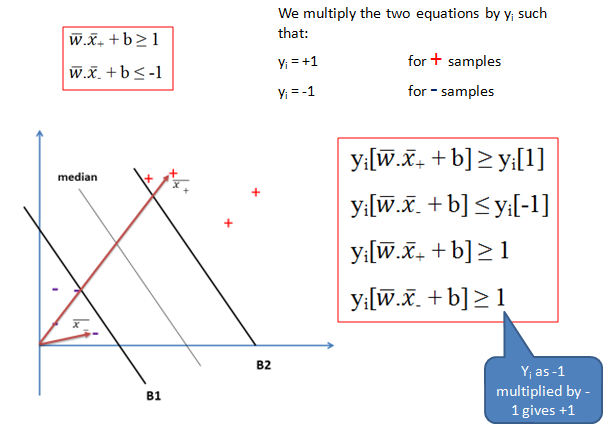 We multiply the two equations by yᵢ such
that:
w̅.x̅₊ + b ≥ 1
w̅.x̅₋ + b ≤ -1
yᵢ = +1 for + samples
yᵢ = -1 for - samples
median
x̅₊
x̅₋
B1
B2
yᵢ[w̅.x̅₊ + b] ≥ yᵢ[1]
yᵢ[w̅.x̅₋ + b] ≤ yᵢ[-1]
yᵢ[w̅.x̅₊ + b] ≥ 1
yᵢ[w̅.x̅₋ + b] ≥ 1
Yᵢ as -1
multiplied by -
1 gives +1